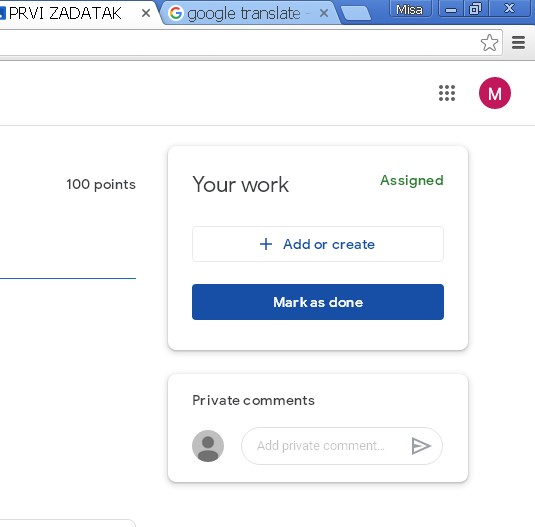 PRVI ZADATAK
google translate -
Misa
M
100 points
Your work
Assigned
+ Add or create
Mark as done
Private comments
Add private comment...